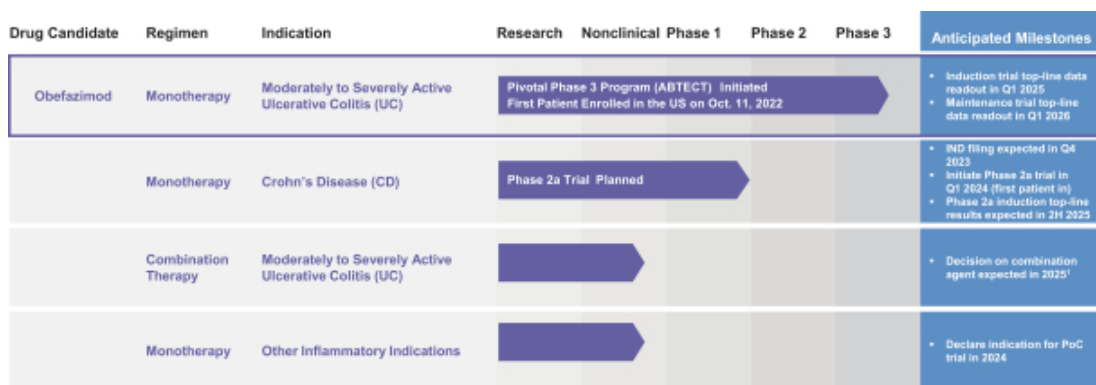 Drug Candidate Regimen Indication Research Nonclinical Phase 1 Phase 2 Phase 3 Anticipated Milestones
Obefazimod
Monotherapy
Moderately to Severely Active
Ulcerative Colitis (UC)
Pivotal Phase 3 Program (ABTECT) Initiated
First Patient Enrolled in the US on Oct. 11, 2022
• Induction trial top-line data
readout in Q1 2025
• Maintenance trial top-line
data readout in Q1 2026
Monotherapy
Crohn's Disease (CD)
Phase 2a Trial Planned
• IND filing expected in Q4
2023
• Initiate Phase 2a trial in
Q1 2024 (first patient in)
• Phase 2a induction top-line
results expected in 2H 2025
Combination
Therapy
Moderately to Severely Active
Ulcerative Colitis (UC)
• Decision on combination
agent expected in 2025¹
Monotherapy
Other Inflammatory Indications
• Declare indication for PoC
trial in 2024